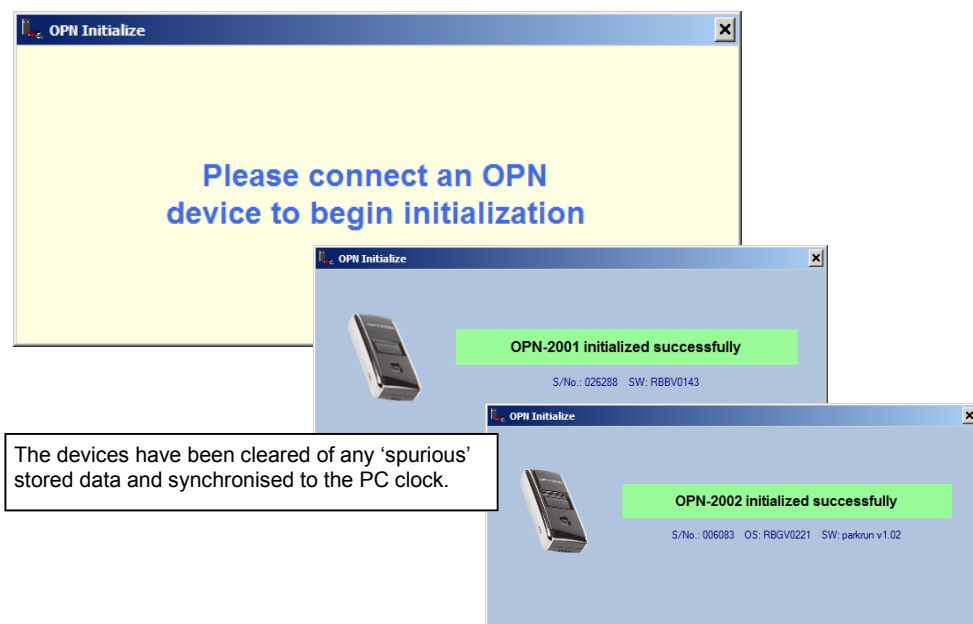 OPN Initialize
Please connect an OPN
device to begin initialization
OPN Initialize
OPN-2001 initialized successfully
S/No.: 026288 SW: RBBV0143
The devices have been cleared of any ‘spurious’
stored data and synchronised to the PC clock.
OPN Initialize
OPN-2002 initialized successfully
S/No.: 006083 OS: RBGV0221 SW: parkrun v1.02